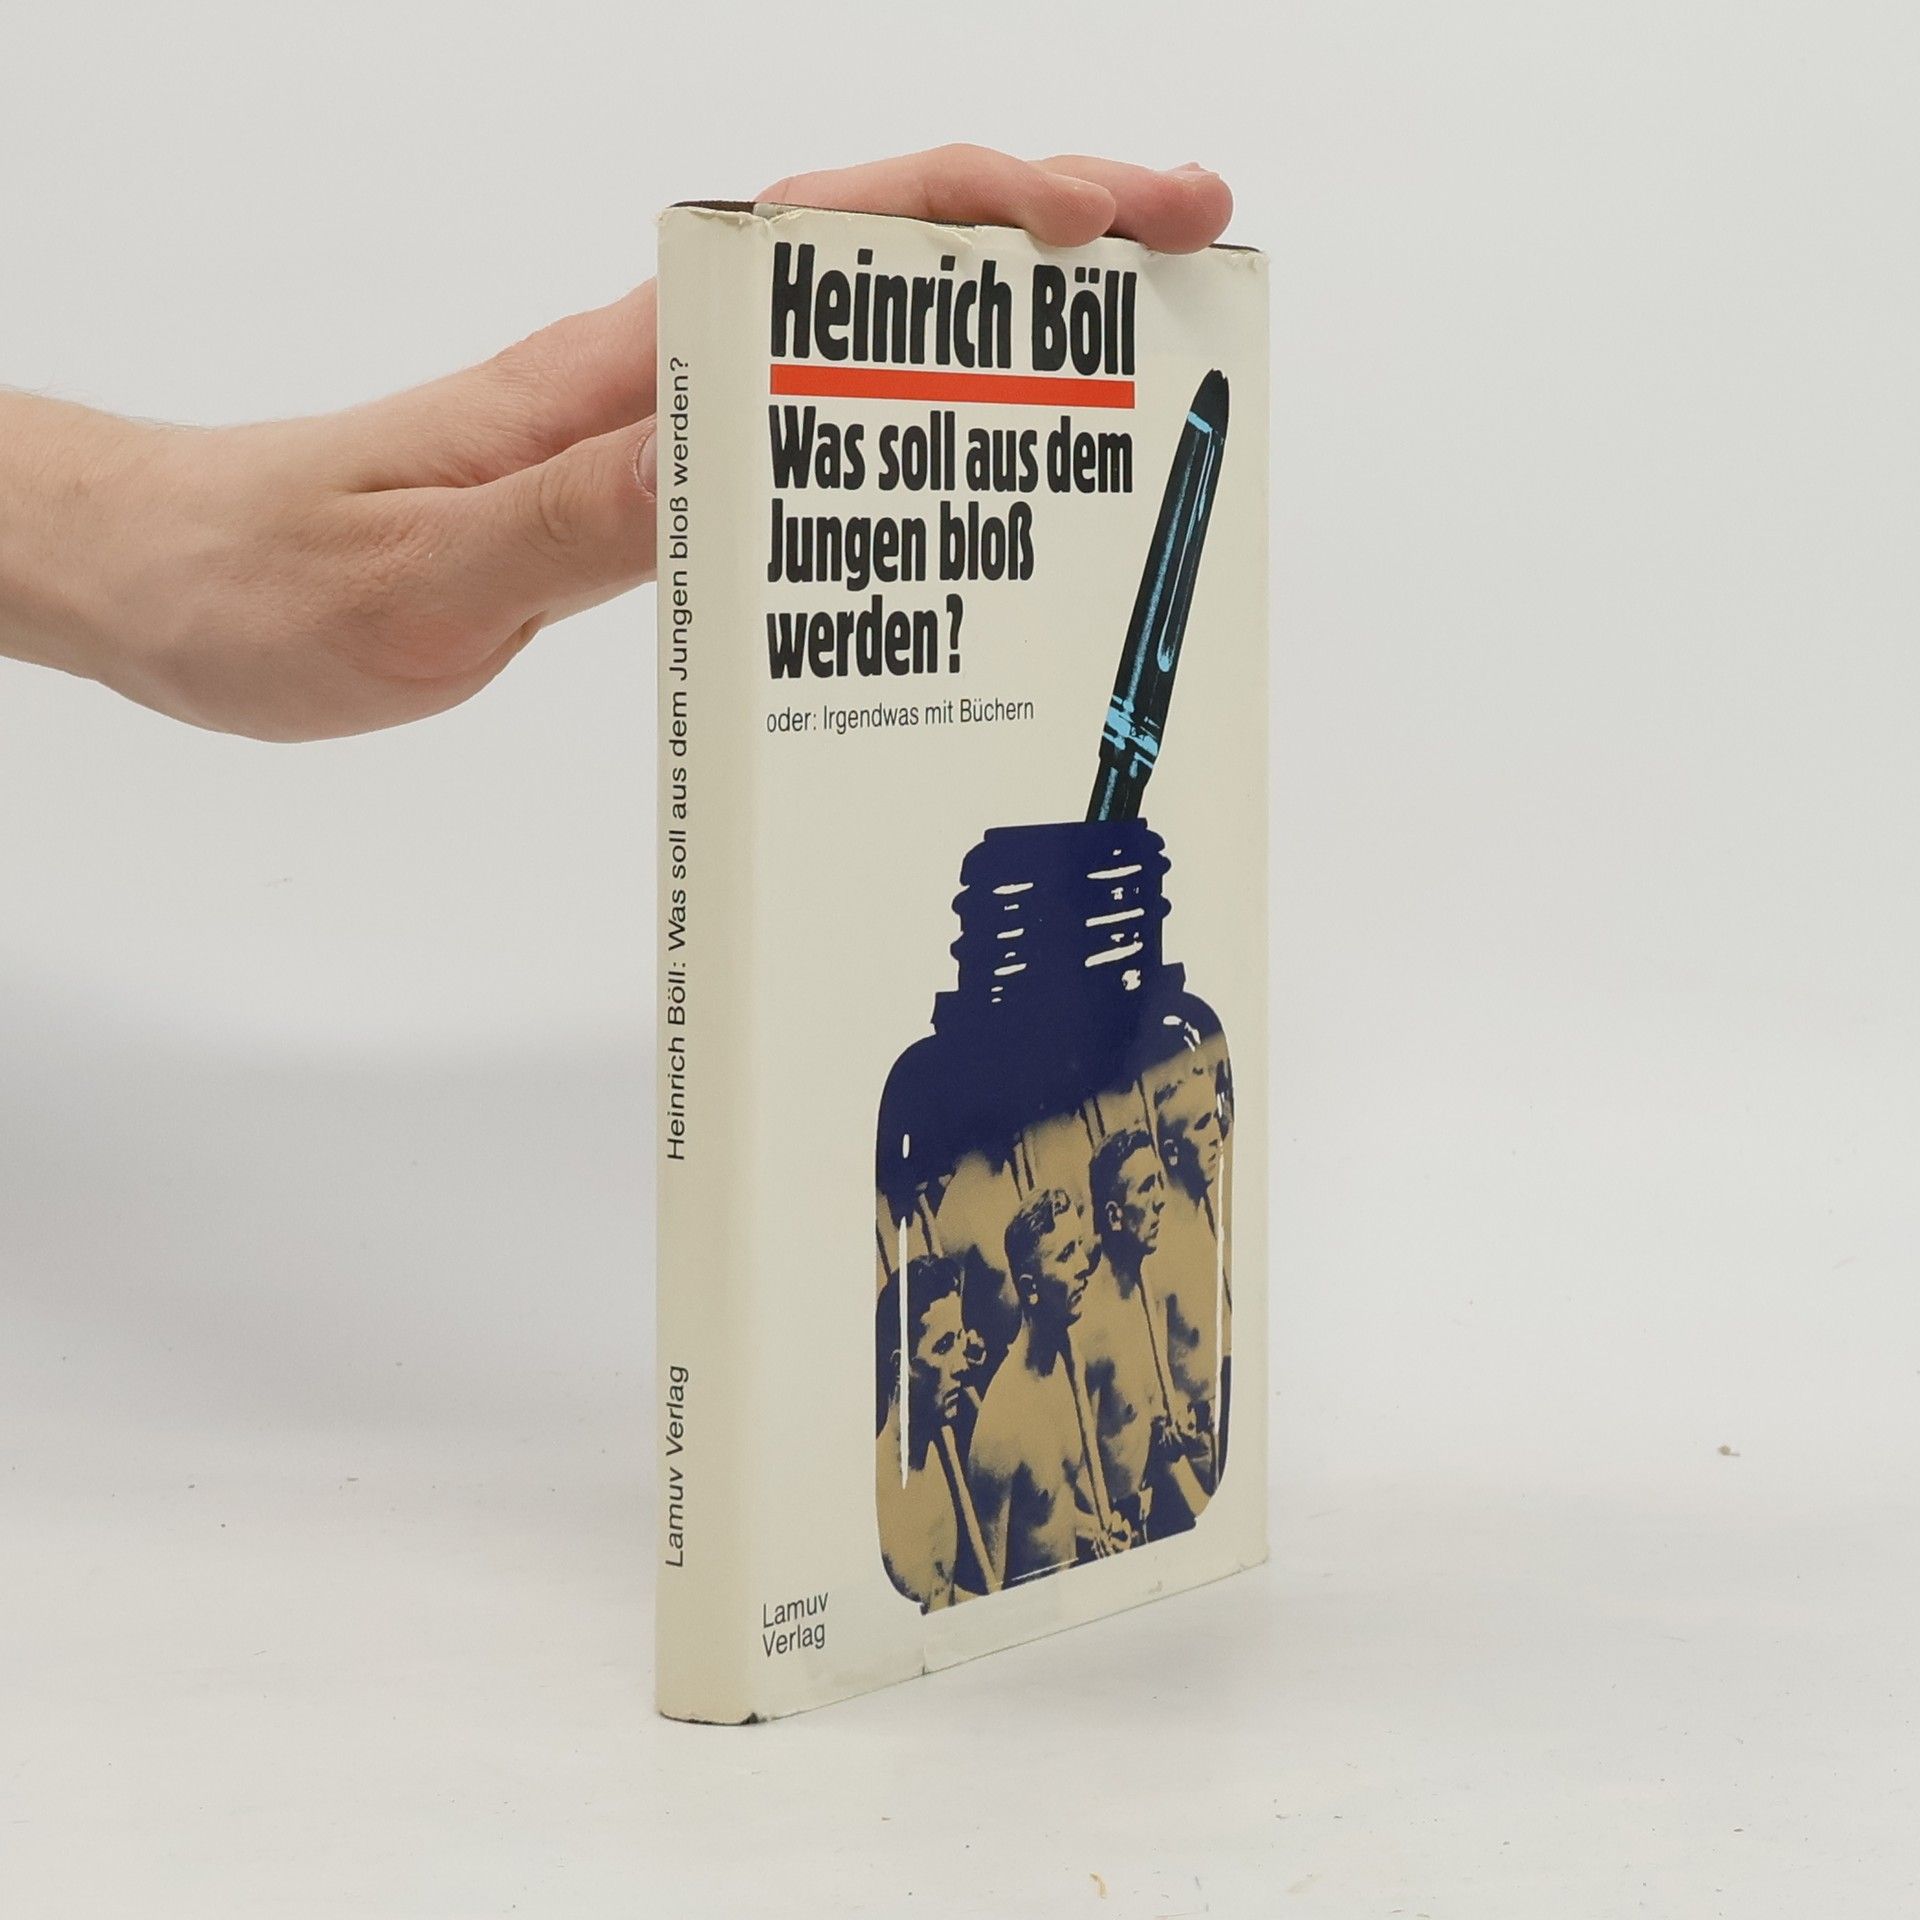 Heinrich Böll
Was soll aus dem
Jungen bloß
werden?
oder: Irgendwas mit Büchern
Lamuv
Verlag
Heinrich Böll: Was soll aus dem Jungen bloß werden?
Lamuv Verlag